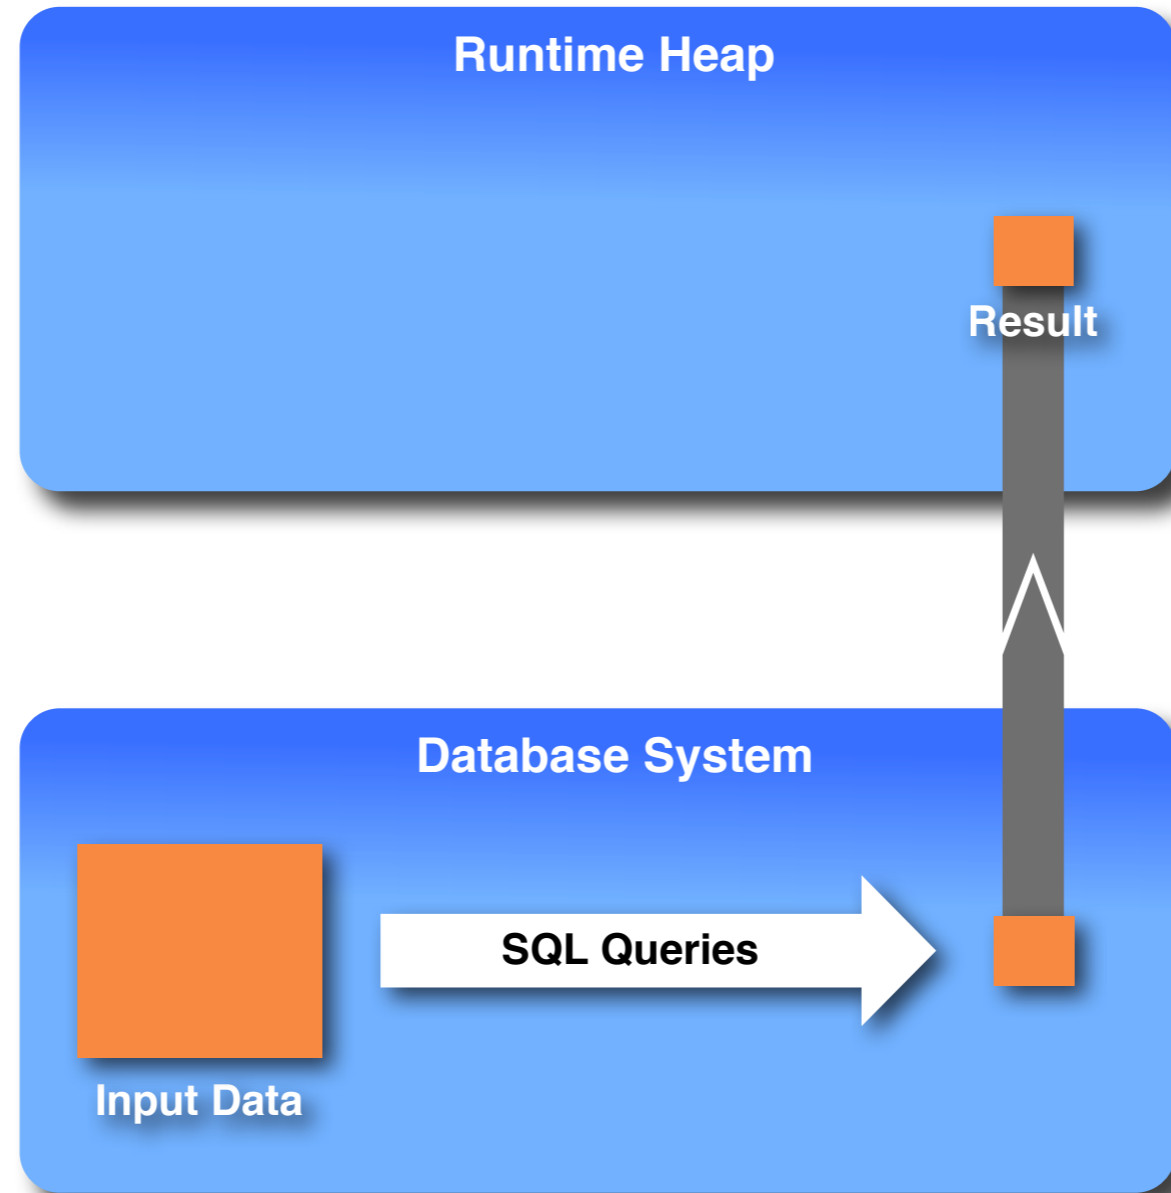 Runtime Heap
Result
Database System
SQL Queries
Input Data